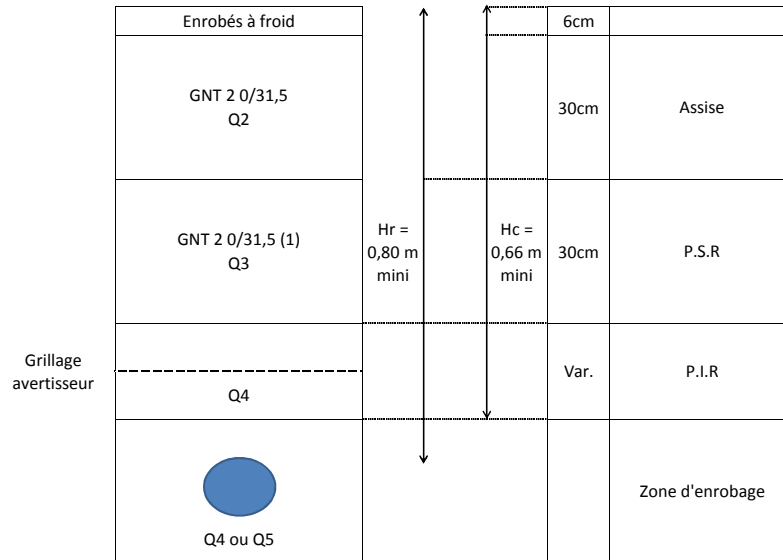 Enrobés à froid
6cm
GNT 2 0/31,5
Q2
30cm
Assise
GNT 2 0/31,5 (1)
Q3
Hr =
0,80 m
mini
Hc =
0,66 m
mini
30cm
P.S.R
Grillage
avertisseur
Q4
Var.
P.I.R
Q4 ou Q5
Zone d'enrobage